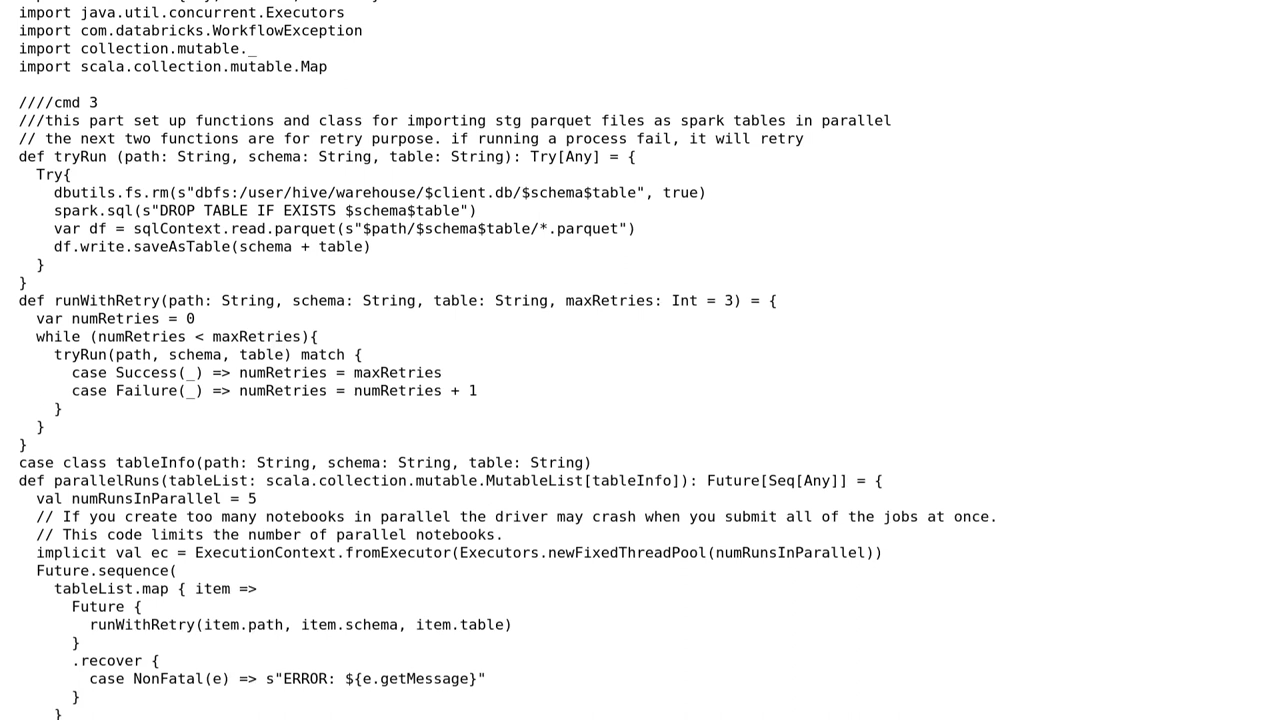 import java.util.concurrent.Executors
import com.databricks.WorkflowException
import collection.mutable._
import scala.collection.mutable.Map
////cmd 3
///this part set up functions and class for importing stg parquet files as spark tables in parallel
// the next two functions are for retry purpose. if running a process fail, it will retry
def tryRun (path: String, schema: String, table: String): Try[Any] = {
  Try{
    dbutils.fs.rm(s"dbfs:/user/hive/warehouse/$client.db/$schema$table", true)
    spark.sql(s"DROP TABLE IF EXISTS $schema$table")
    var df = sqlContext.read.parquet(s"$path/$schema$table/*.parquet")
    df.write.saveAsTable(schema + table)
  }
}
def runWithRetry(path: String, schema: String, table: String, maxRetries: Int = 3) = {
  var numRetries = 0
  while (numRetries < maxRetries){
    tryRun(path, schema, table) match {
      case Success(_) => numRetries = maxRetries
      case Failure(_) => numRetries = numRetries + 1
    }
  }
}
case class tableInfo(path: String, schema: String, table: String)
def parallelRuns(tableList: scala.collection.mutable.MutableList[tableInfo]): Future[Seq[Any]] = {
  val numRunsInParallel = 5
  // If you create too many notebooks in parallel the driver may crash when you submit all of the jobs at once.
  // This code limits the number of parallel notebooks.
  implicit val ec = ExecutionContext.fromExecutor(Executors.newFixedThreadPool(numRunsInParallel))
  Future.sequence(
    tableList.map { item =>
      Future {
        runWithRetry(item.path, item.schema, item.table)
      }
      .recover {
        case NonFatal(e) => s"ERROR: ${e.getMessage}"
      }
    }